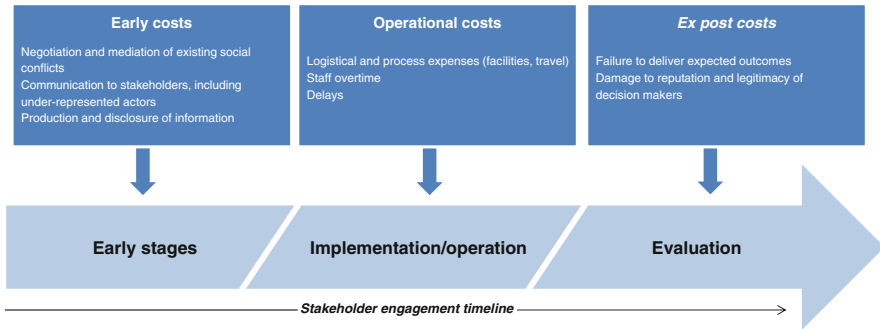 Early costs
Negotiation and mediation of existing social
conflicts
Communication to stakeholders, including
under-represented actors
Production and disclosure of information
Operational costs
Logistical and process expenses (facilities, travel)
Staff overtime
Delays
Ex post costs
Failure to deliver expected outcomes
Damage to reputation and legitimacy of
decision makers
Early stages
Implementation/operation
Evaluation
Stakeholder engagement timeline